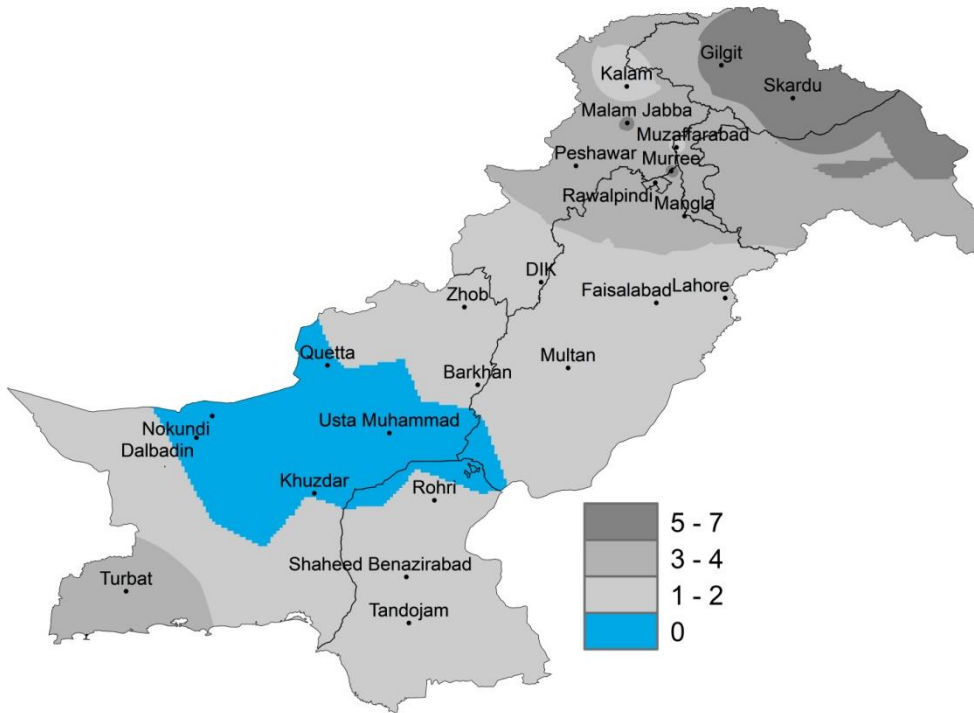 Gilgit
Kalam
Skardu
Malam Jabba
Muzaffarabad
Peshawar
Murree
Rawalpindi
Mangla
DIK
Zhob
Faisalabad
Lahore
Quetta
Multan
Barkhan
Usta Muhammad
Nokundi
Dalbadin
Khuzdar
Rohri
Shaheed Benazirabad
Turbat
Tandojam
5 - 7
3 - 4
1 - 2
0